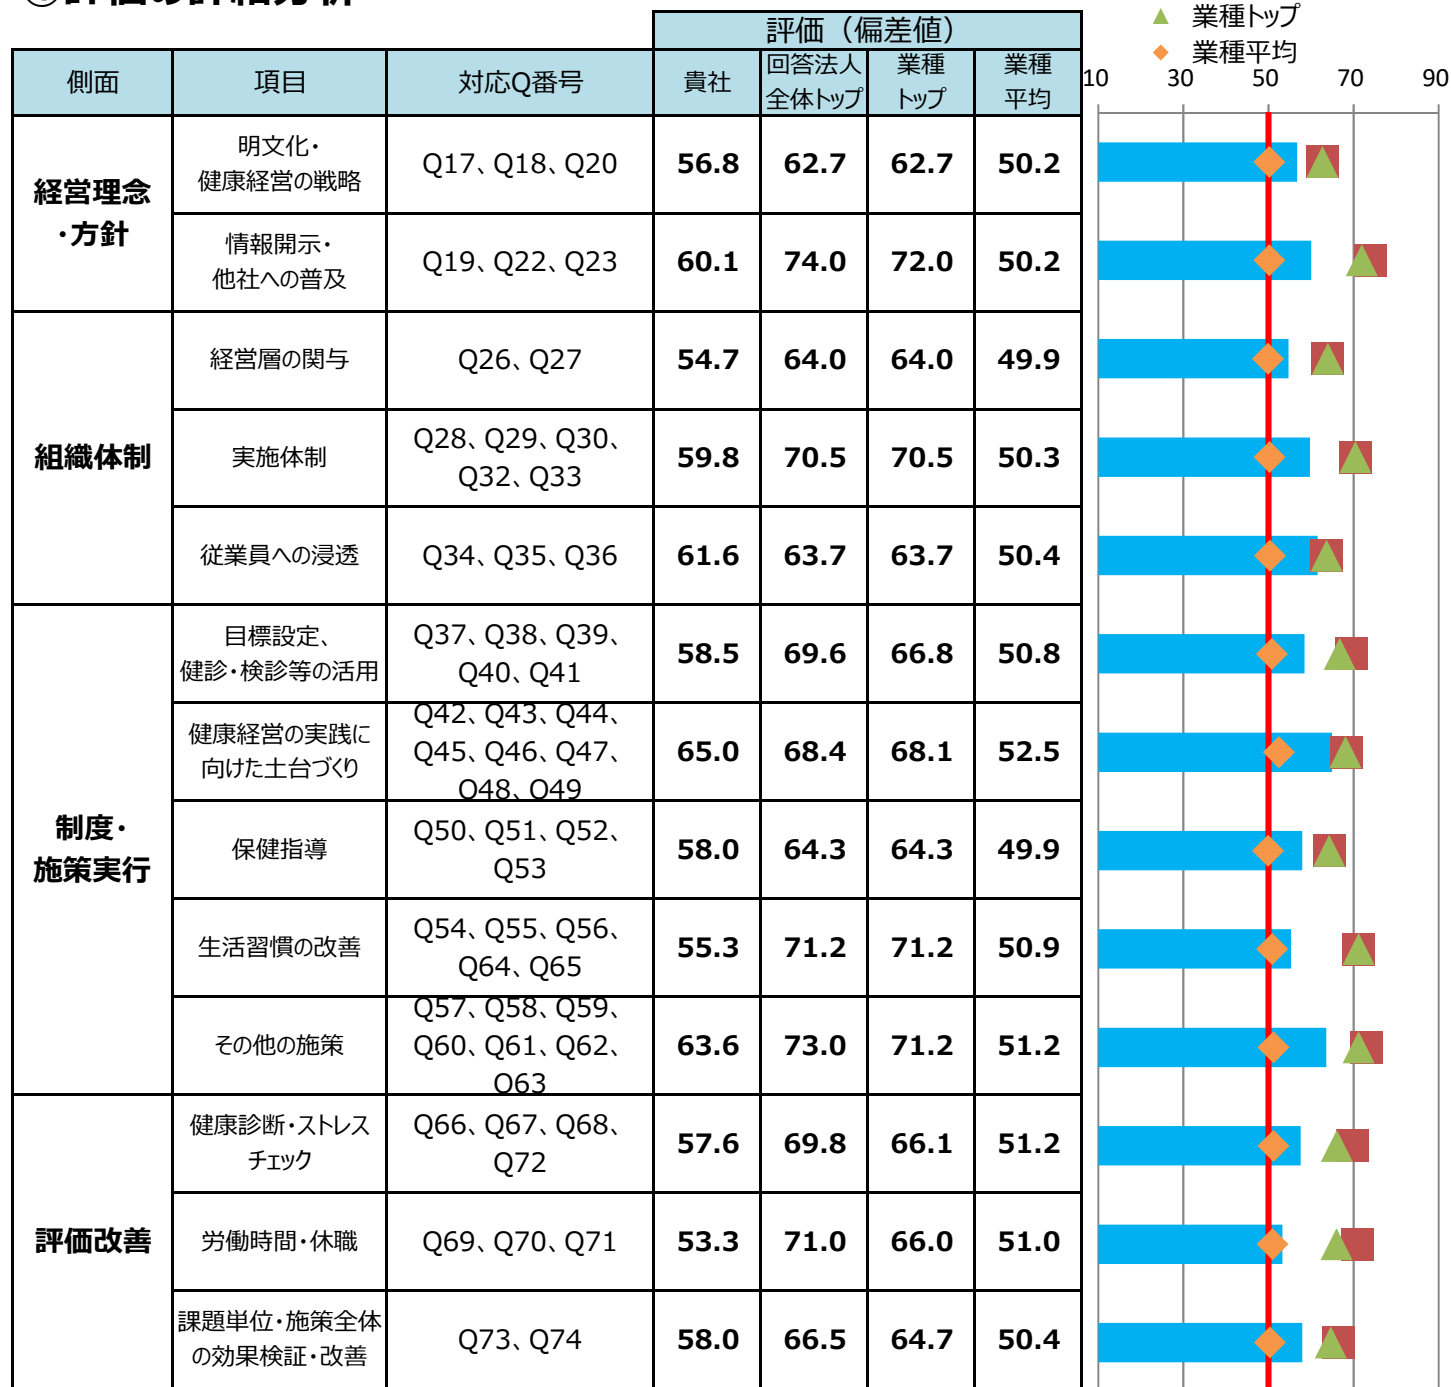 評価の詳細分析
▲ 業種トップ
◆ 業種平均
評価（偏差値）
側面 項目 対応Q番号 貴社 回答法人全体トップ 業種トップ 業種平均
10 30 50 70 90
経営理念・方針
明文化・
健康経営の戦略
Q17、Q18、Q20
56.8 62.7 62.7 50.2
情報開示・
他社への普及
Q19、Q22、Q23
60.1 74.0 72.0 50.2
組織体制
経営層の関与
Q26、Q27
54.7 64.0 64.0 49.9
実施体制
Q28、Q29、Q30、
Q32、Q33
59.8 70.5 70.5 50.3
従業員への浸透
Q34、Q35、Q36
61.6 63.7 63.7 50.4
制度・
施策実行
目標設定、
健診・検診等の活用
Q37、Q38、Q39、
Q40、Q41
58.5 69.6 66.8 50.8
健康経営の実践に
向けた土台づくり
Q42、Q43、Q44、
Q45、Q46、Q47、
Q48、Q49
65.0 68.4 68.1 52.5
保健指導
Q50、Q51、Q52、
Q53
58.0 64.3 64.3 49.9
生活習慣の改善
Q54、Q55、Q56、
Q64、Q65
55.3 71.2 71.2 50.9
その他の施策
Q57、Q58、Q59、
Q60、Q61、Q62、
Q63
63.6 73.0 71.2 51.2
評価改善
健康診断・ストレス
チェック
Q66、Q67、Q68、
Q72
57.6 69.8 66.1 51.2
労働時間・休職
Q69、Q70、Q71
53.3 71.0 66.0 51.0
課題単位・施策全体
の効果検証・改善
Q73、Q74
58.0 66.5 64.7 50.4